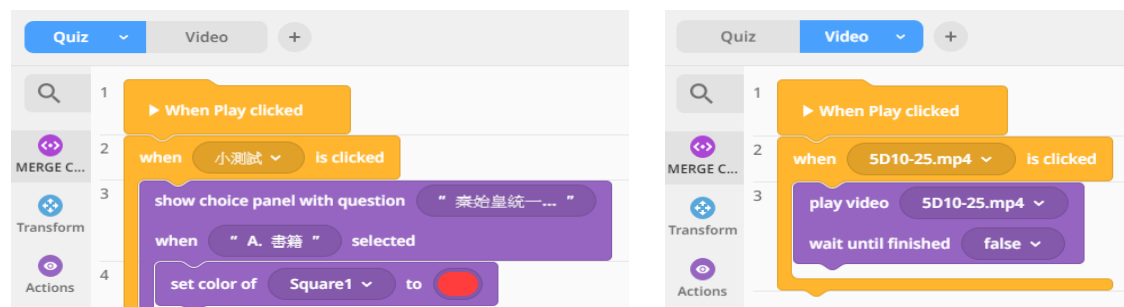 Quiz
Video
+
1
When Play clicked
MERGE C...
2
when 小測試 is clicked
3
show choice panel with question " 秦始皇統一... "
Transform
when " A. 書籍 " selected
Actions
4
set color of Square1 to
Quiz
Video
+
1
When Play clicked
MERGE C...
2
when 5D10-25.mp4 is clicked
3
play video 5D10-25.mp4
Transform
wait until finished false
Actions